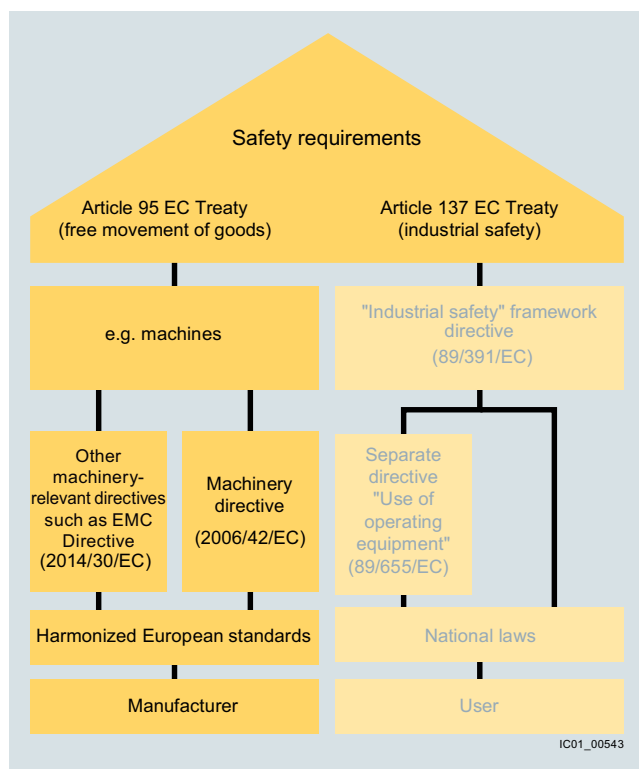 Safety requirements
Article 95 EC Treaty
(free movement of goods)
Article 137 EC Treaty
(industrial safety)
e.g. machines
"Industrial safety" framework
directive
(89/391/EC)
Other
machinery-
relevant directives
such as EMC
Directive
(2014/30/EC)
Machinery
directive
(2006/42/EC)
Separate
directive
"Use of
operating
equipment"
(89/655/EC)
Harmonized European standards
National laws
Manufacturer
User
IC01_00543